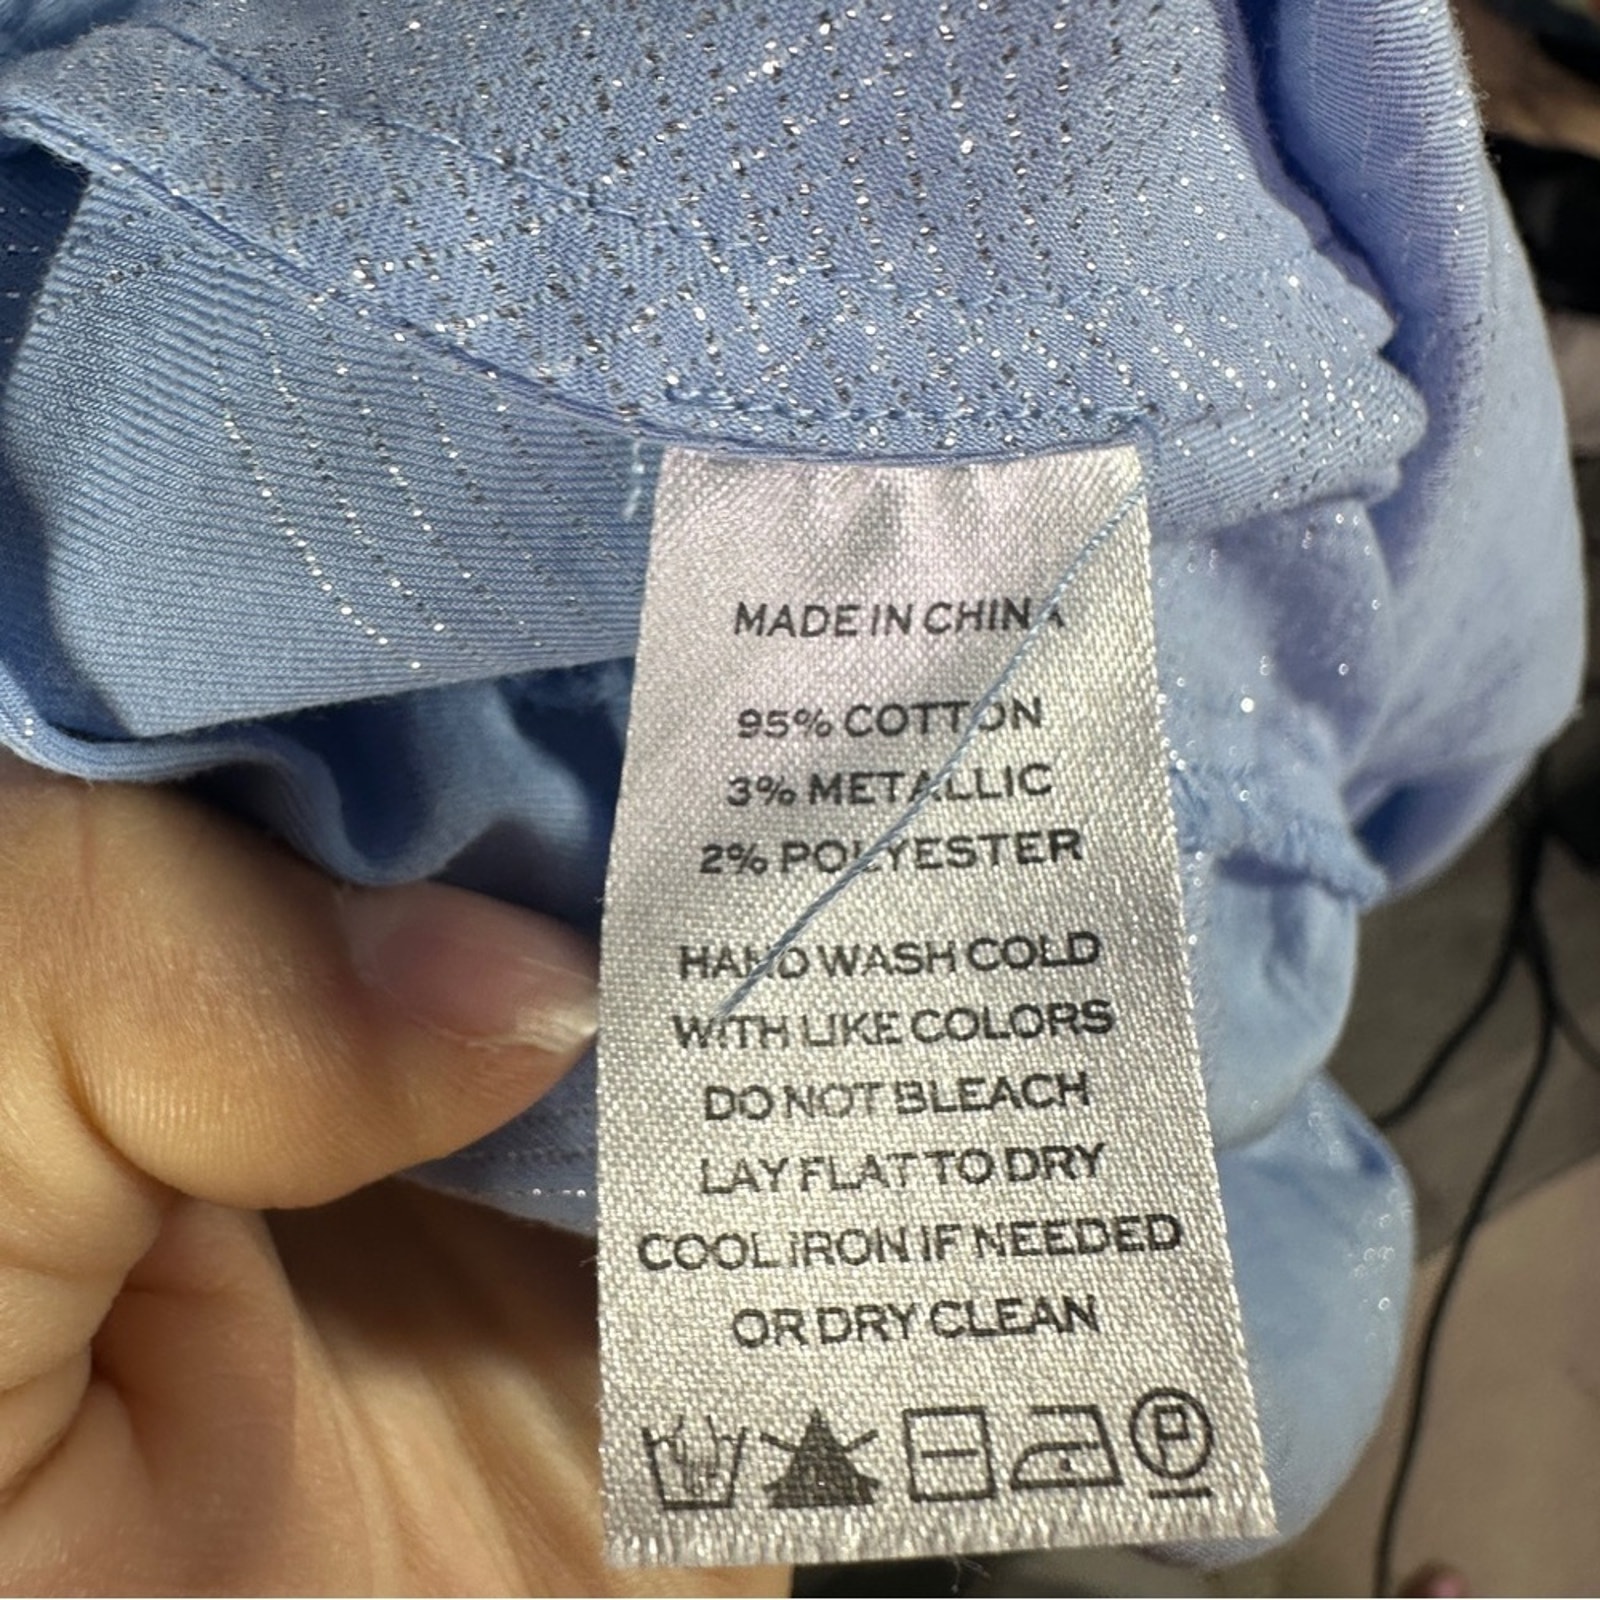 MADE IN CHINA
95% COTTON
3% METALLIC
2% POLYESTER
HAND WASH COLD
WITH LIKE COLORS
DO NOT BLEACH
LAY FLAT TO DRY
COOL IRON IF NEEDED
OR DRY CLEAN
P